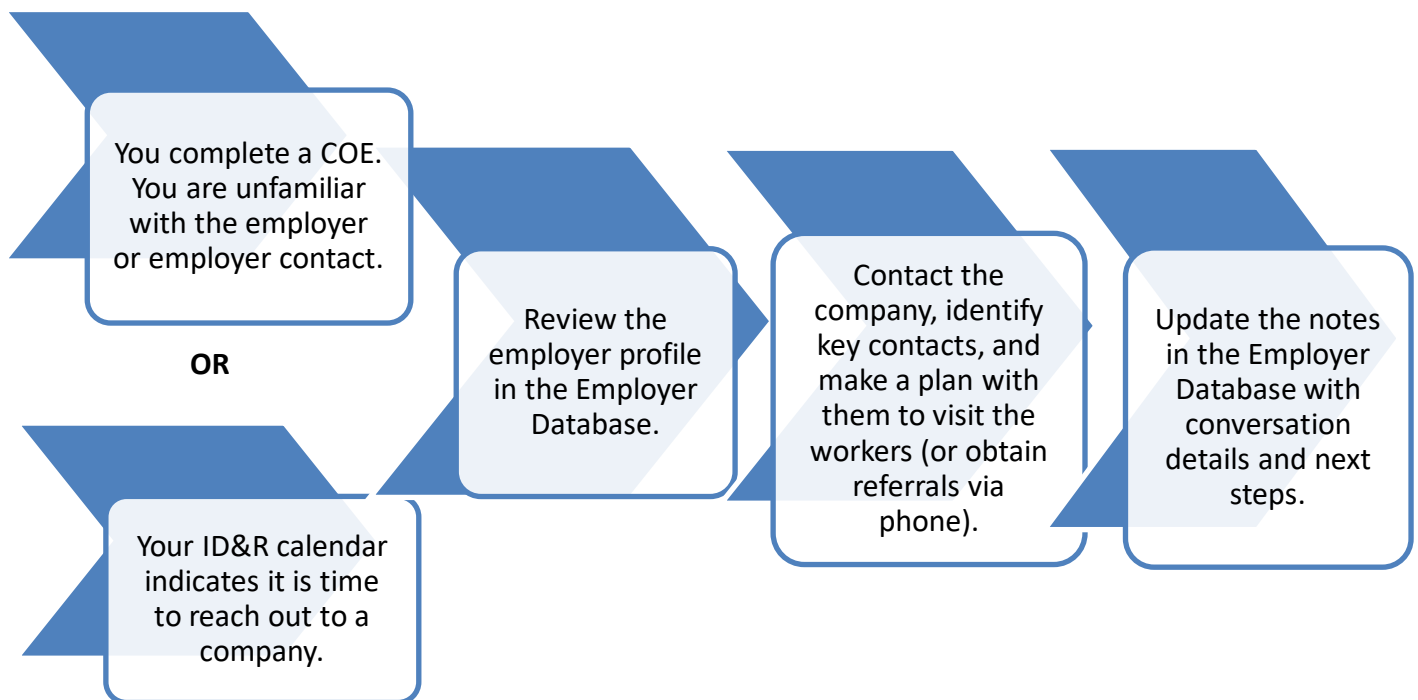 You complete a COE.
You are unfamiliar
with the employer
or employer contact.
OR
Your ID&R calendar
indicates it is time
to reach out to a
company.
Review the
employer profile
in the Employer
Database.
Contact the
company, identify
key contacts, and
make a plan with
them to visit the
workers (or obtain
referrals via
phone).
Update the notes
in the Employer
Database with
conversation
details and next
steps.